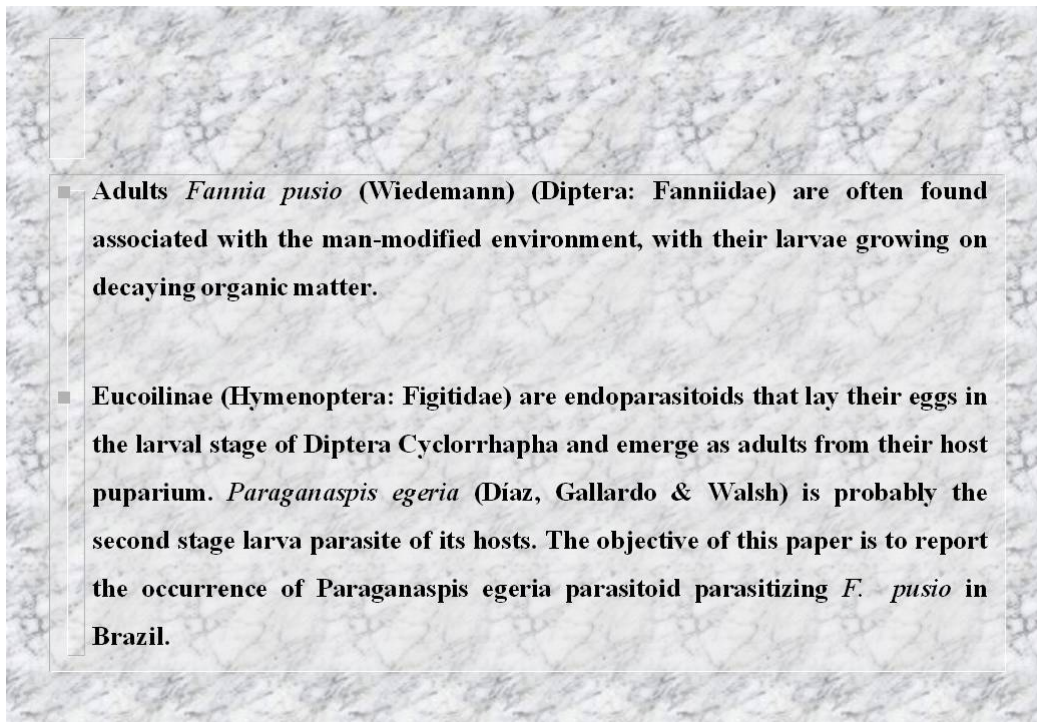 Adults Fannia pusio (Wiedemann) (Diptera: Fanniidae) are often found
associated with the man-modified environment, with their larvae growing on
decaying organic matter.
Eucoilinae (Hymenoptera: Figitidae) are endoparasitoids that lay their eggs in
the larval stage of Diptera Cyclorrhapha and emerge as adults from their host
puparium. Paraganaspis egeria (Díaz, Gallardo & Walsh) is probably the
second stage larva parasite of its hosts. The objective of this paper is to report
the occurrence of Paraganaspis egeria parasitoid parasitizing F. pusio in
Brazil.